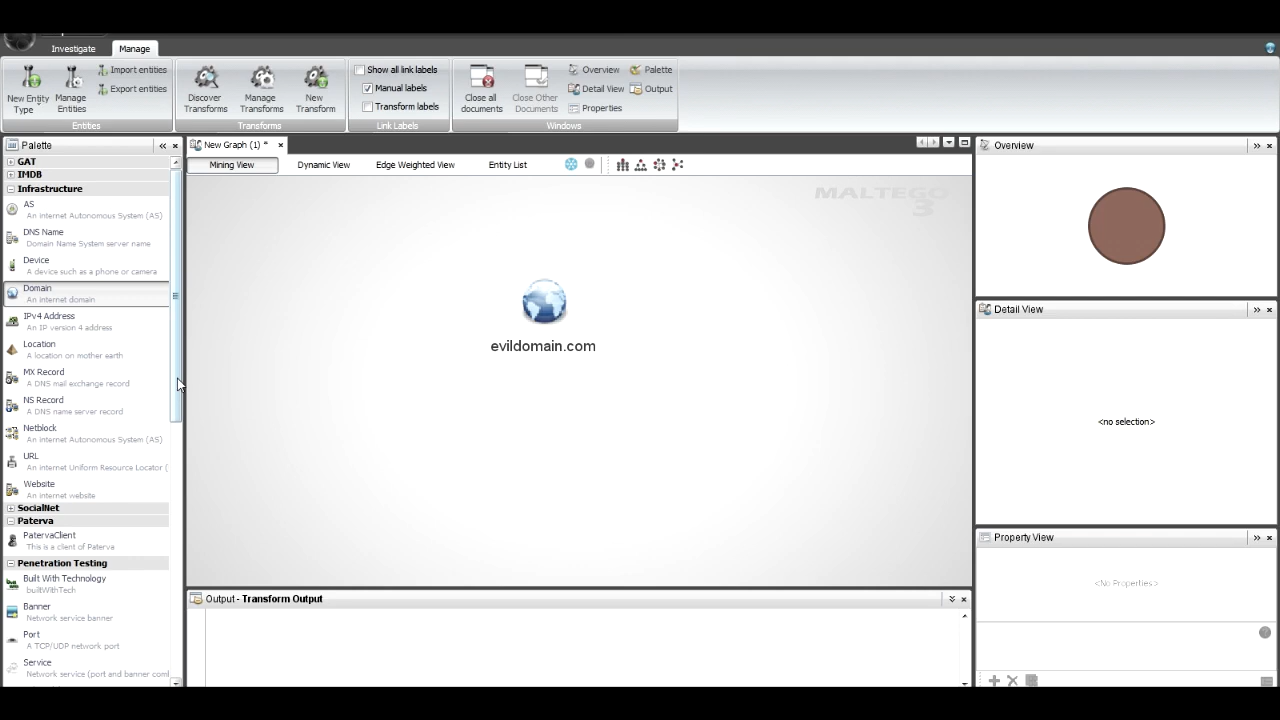 Investigate
Manage
New Entity
Type
Manage
Entities
Import entities
Export entities
Entities
Discover
Transforms
Manage
Transforms
New
Transform
Transforms
Show all link labels
Manual labels
Transform labels
Link Labels
Close all
documents
Close Other
Documents
Overview
Palette
Detail View
Output
Properties
Windows
Palette
GAT
IMDB
Infrastructure
AS
An internet Autonomous System (AS)
DNS Name
Domain Name System server name
Device
A device such as a phone or camera
Domain
An internet domain
IPv4 Address
An IP version 4 address
Location
A location on mother earth
MX Record
A DNS mail exchange record
NS Record
A DNS name server record
Netblock
An internet Autonomous System (AS)
URL
An internet Uniform Resource Locator (
Website
An internet website
SocialNet
Paterva
PatervaClient
This is a client of Paterva
Penetration Testing
Built With Technology
builtWithTech
Banner
Network service banner
Port
A TCP/UDP network port
Service
Network service (port and banner coml
New Graph (1) *
Mining View
Dynamic View
Edge Weighted View
Entity List
MALTEGO
3
evildomain.com
Output - Transform Output
Overview
Detail View
<no selection>
Property View
<No Properties>